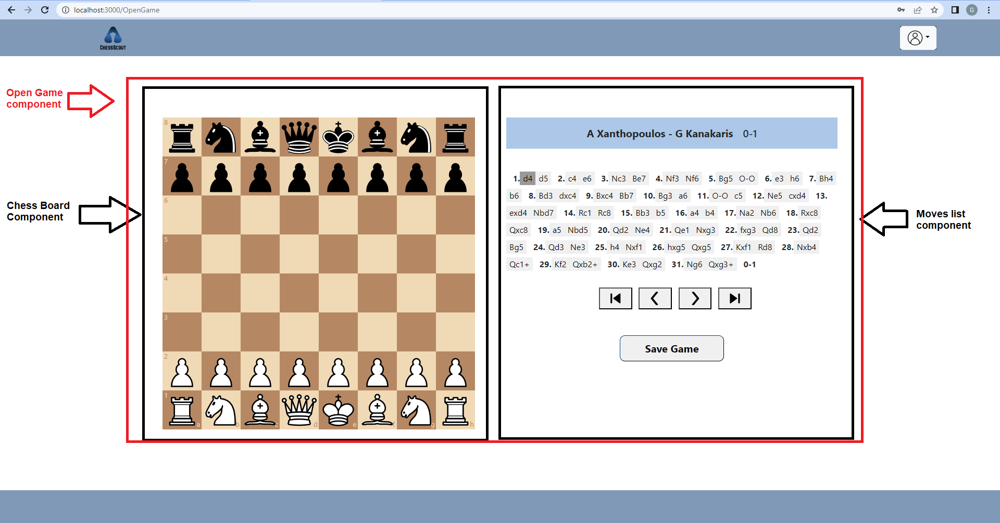 localhost:3000/OpenGame
G
ChessScout
Open Game
component
Chess Board
Component
8
7
6
5
4
3
2
1
a b c d e f g h
A Xanthopoulos - G Kanakaris 0-1
1. d4 d5 2. c4 e6 3. Nc3 Be7 4. Nf3 Nf6 5. Bg5 O-O 6. e3 h6 7. Bh4
b6 8. Bd3 dxc4 9. Bxc4 Bb7 10. Bg3 a6 11. O-O c5 12. Ne5 cxd4 13.
exd4 Nbd7 14. Rc1 Rc8 15. Bb3 b5 16. a4 b4 17. Na2 Nb6 18. Rxc8
Qxc8 19. a5 Nbd5 20. Qd2 Ne4 21. Qe1 Nxg3 22. fxg3 Qd8 23. Qd2
Bg5 24. Qd3 Ne3 25. h4 Nxf1 26. hxg5 Qxg5 27. Kxf1 Rd8 28. Nxb4
Qc1+ 29. Kf2 Qxb2+ 30. Ke3 Qxg2 31. Ng6 Qxg3+ 0-1
Save Game
Moves list
component